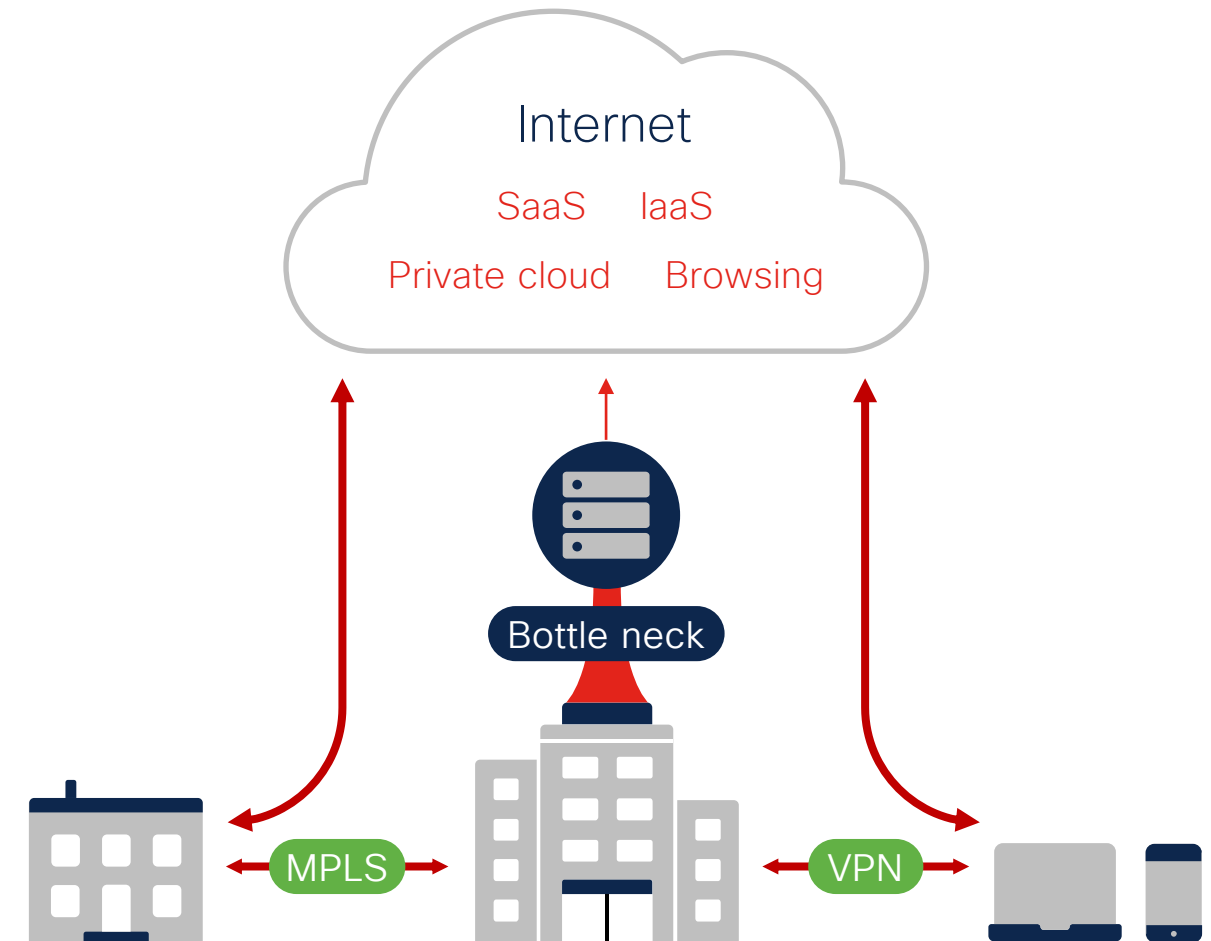 Internet
SaaS IaaS
Private cloud Browsing
Bottle neck
MPLS
VPN